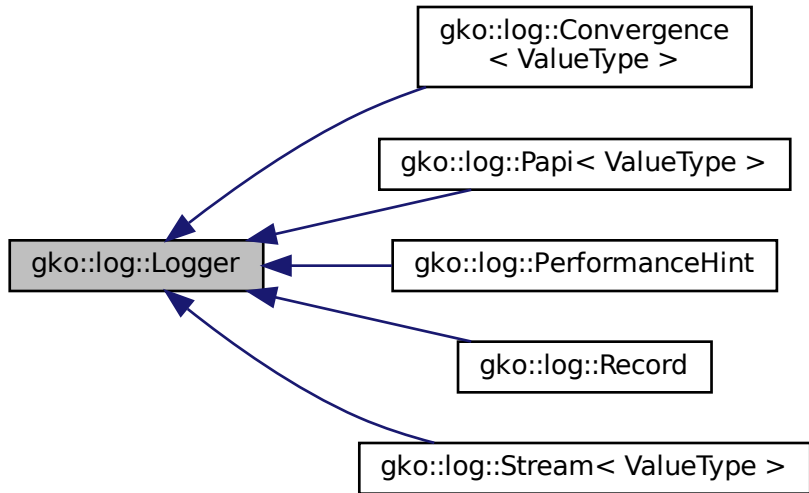 gko::log::Convergence
< ValueType >
gko::log::Papi< ValueType >
gko::log::Logger
gko::log::PerformanceHint
gko::log::Record
gko::log::Stream< ValueType >